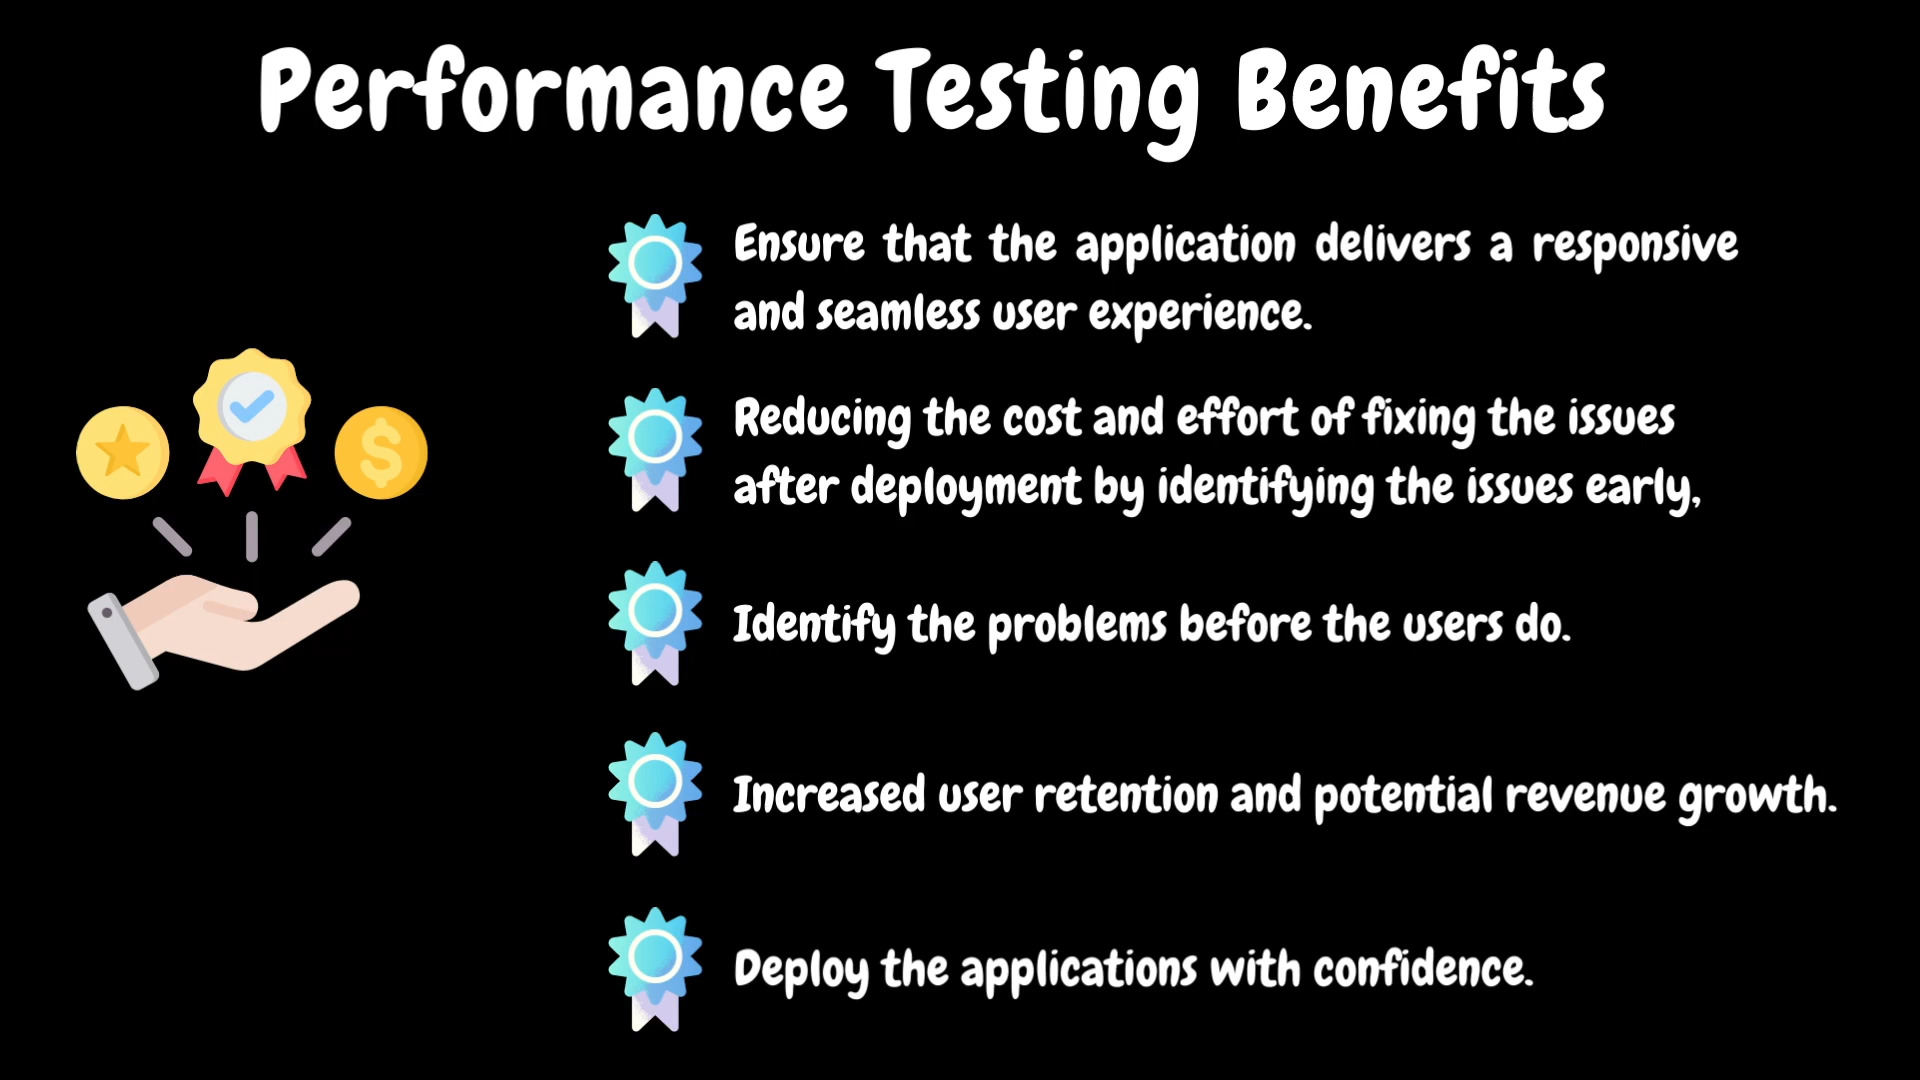 Performance Testing Benefits
Ensure that the application delivers a responsive
and seamless user experience.
Reducing the cost and effort of fixing the issues
after deployment by identifying the issues early,
Identify the problems before the users do.
Increased user retention and potential revenue growth.
Deploy the applications with confidence.